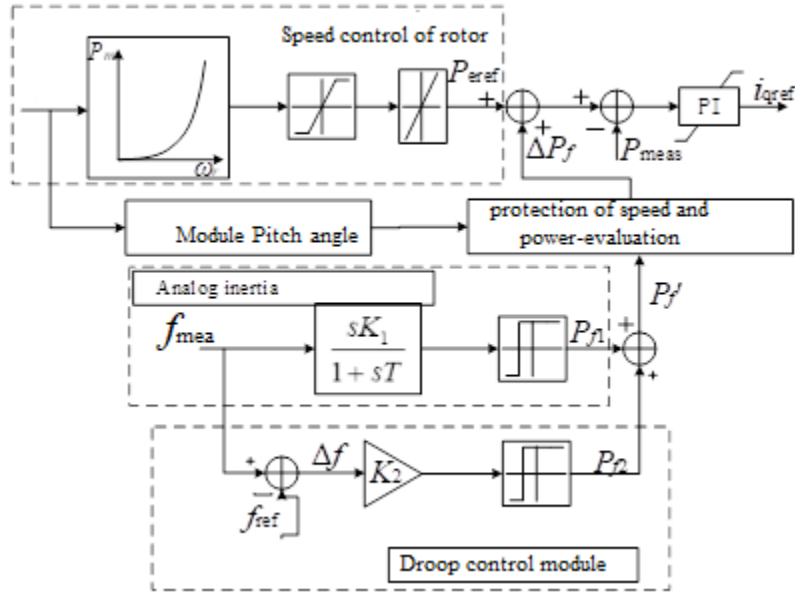 Speed control of rotor
P_m
ω_r
P_eref
+
+
ΔP_f
+
−
P_meas
PI
i_qref
Module Pitch angle
protection of speed and
power-evaluation
Analog inertia
P_f'
f_mea
sK_1
1 + sT
P_f1
+
+
+
−
Δf
K_2
P_f2
f_ref
Droop control module